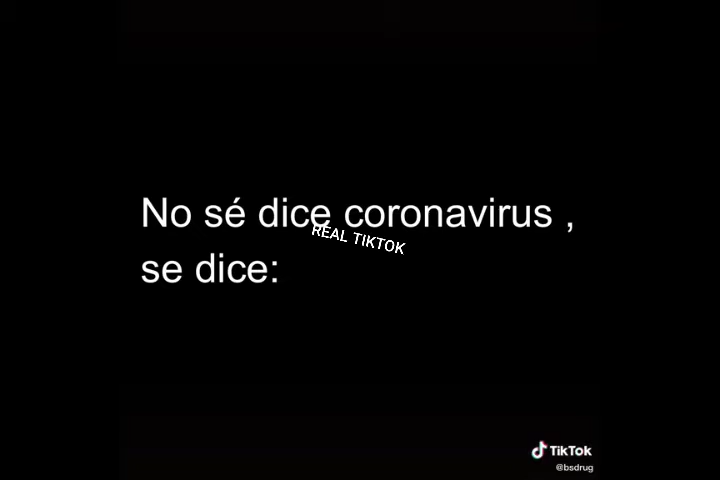 No sé dice coronavirus ,
REAL TIKTOK
se dice:
TikTok
@bsdrug